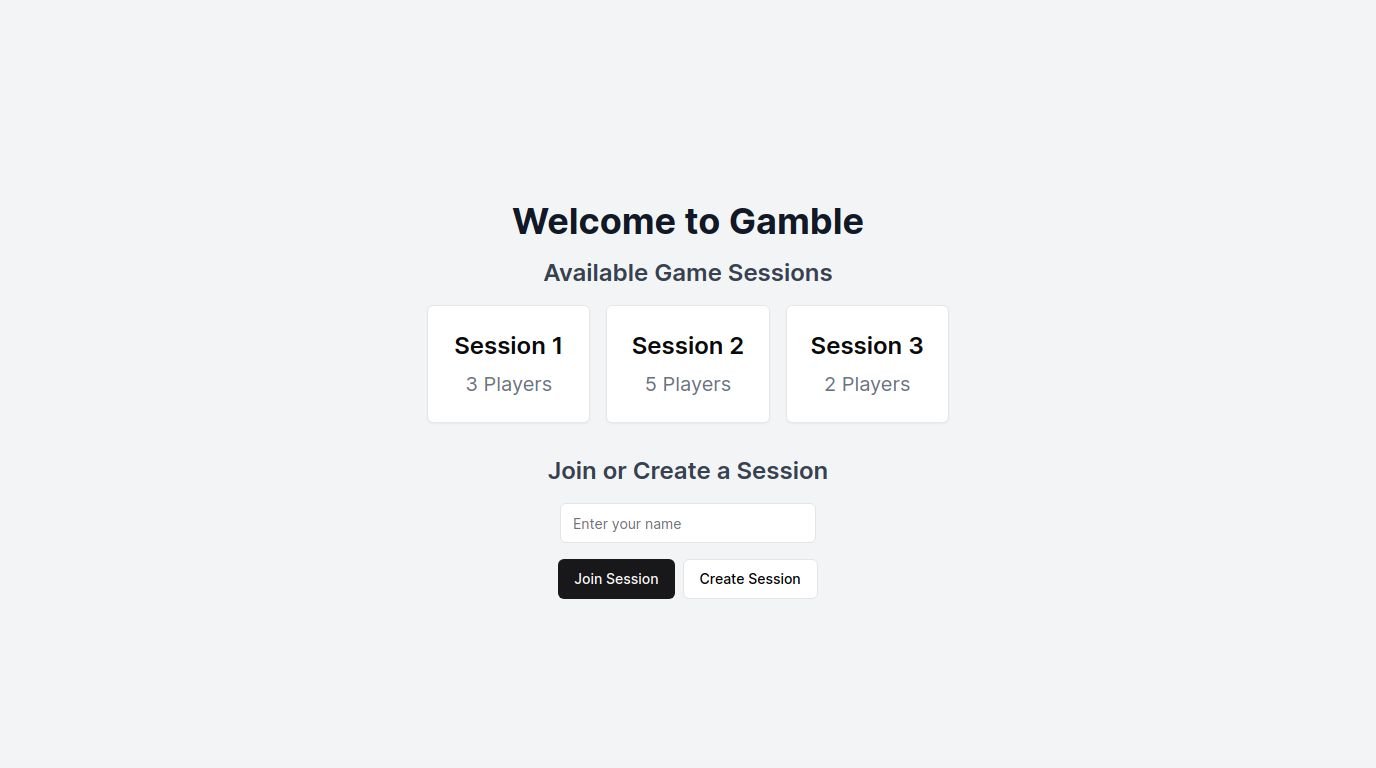 Welcome to Gamble
Available Game Sessions
Session 1
3 Players
Session 2
5 Players
Session 3
2 Players
Join or Create a Session
Enter your name
Join Session
Create Session